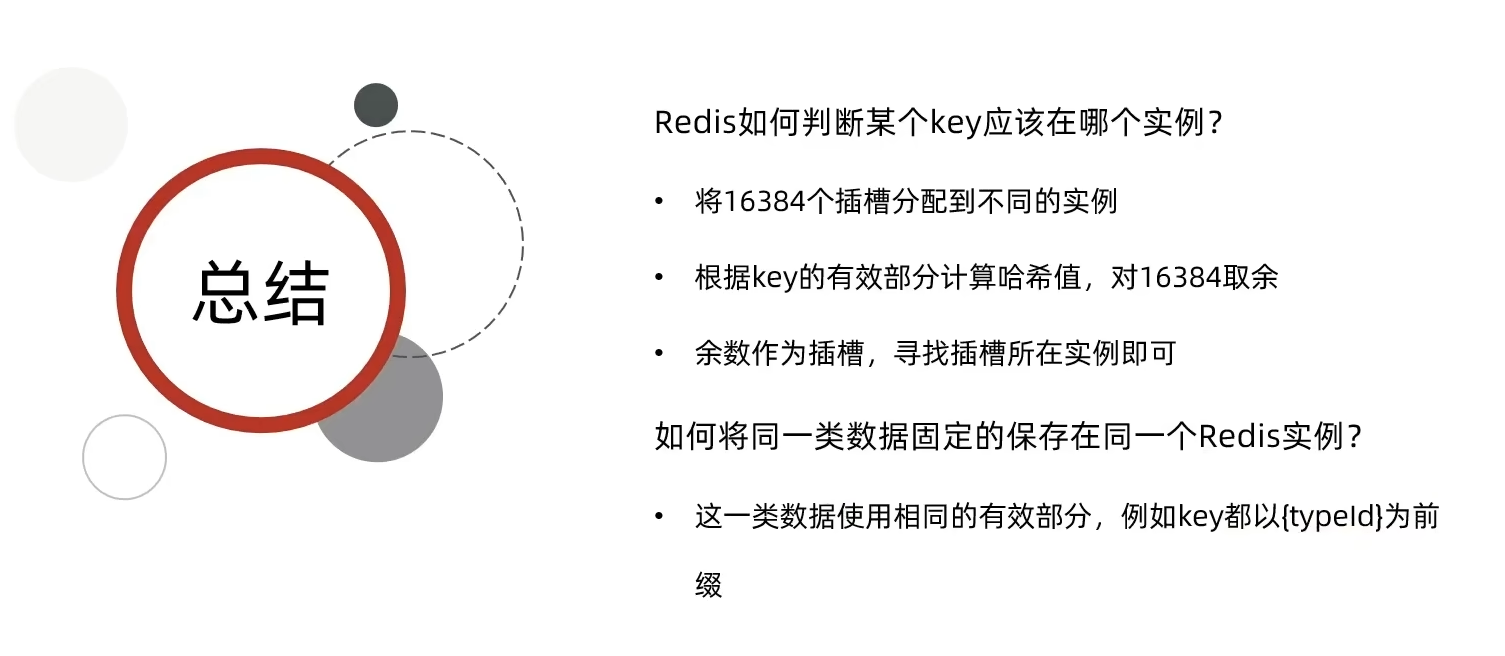 总结
Redis如何判断某个key应该在哪个实例？
• 将16384个插槽分配到不同的实例
• 根据key的有效部分计算哈希值，对16384取余
• 余数作为插槽，寻找插槽所在实例即可
如何将同一类数据固定的保存在同一个Redis实例？
• 这一类数据使用相同的有效部分，例如key都以{typeId}为前
缀